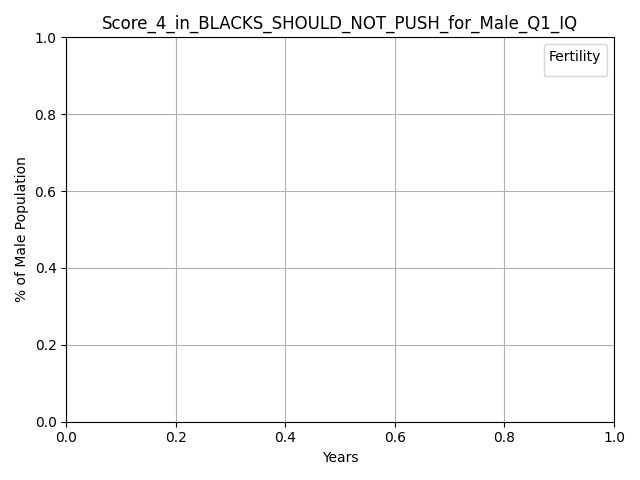 Score_4_in_BLACKS_SHOULD_NOT_PUSH_for_Male_Q1_IQ
Fertility
% of Male Population
1.0
0.8
0.6
0.4
0.2
0.0
0.0 0.2 0.4 0.6 0.8 1.0
Years